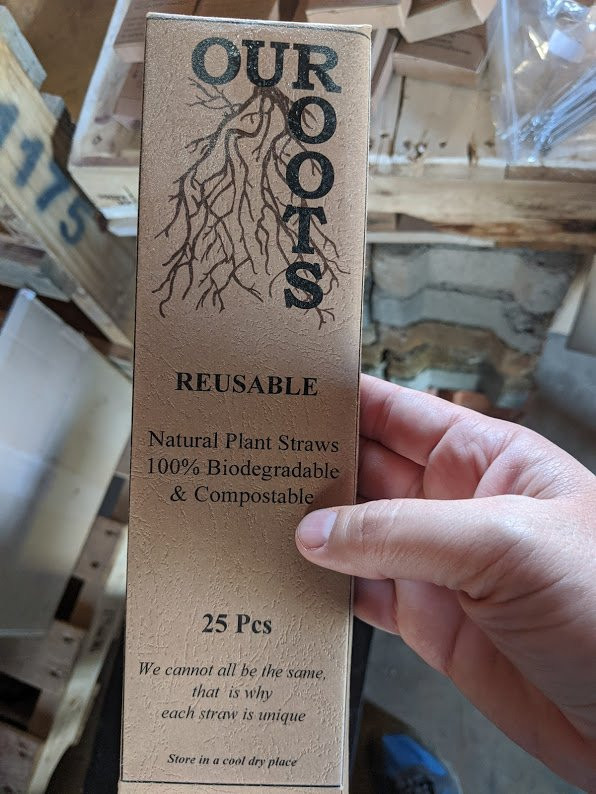 OUR
ROOTS
REUSABLE
Natural Plant Straws
100% Biodegradable
& Compostable
25 Pcs
We cannot all be the same,
that is why
each straw is unique
Store in a cool dry place
1175